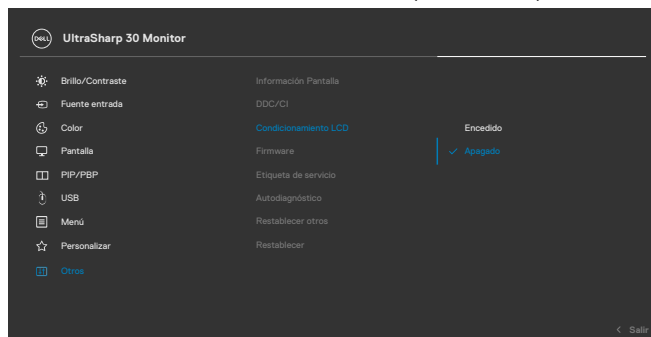 DELL
UltraSharp 30 Monitor
Brillo/Contraste
Información Pantalla
Fuente entrada
DDC/CI
Color
Condicionamiento LCD
Encedido
Pantalla
Firmware
Apagado
PIP/PBP
Etiqueta de servicio
USB
Autodiagnóstico
Menú
Restablecer otros
Personalizar
Restablecer
Otros
Salir